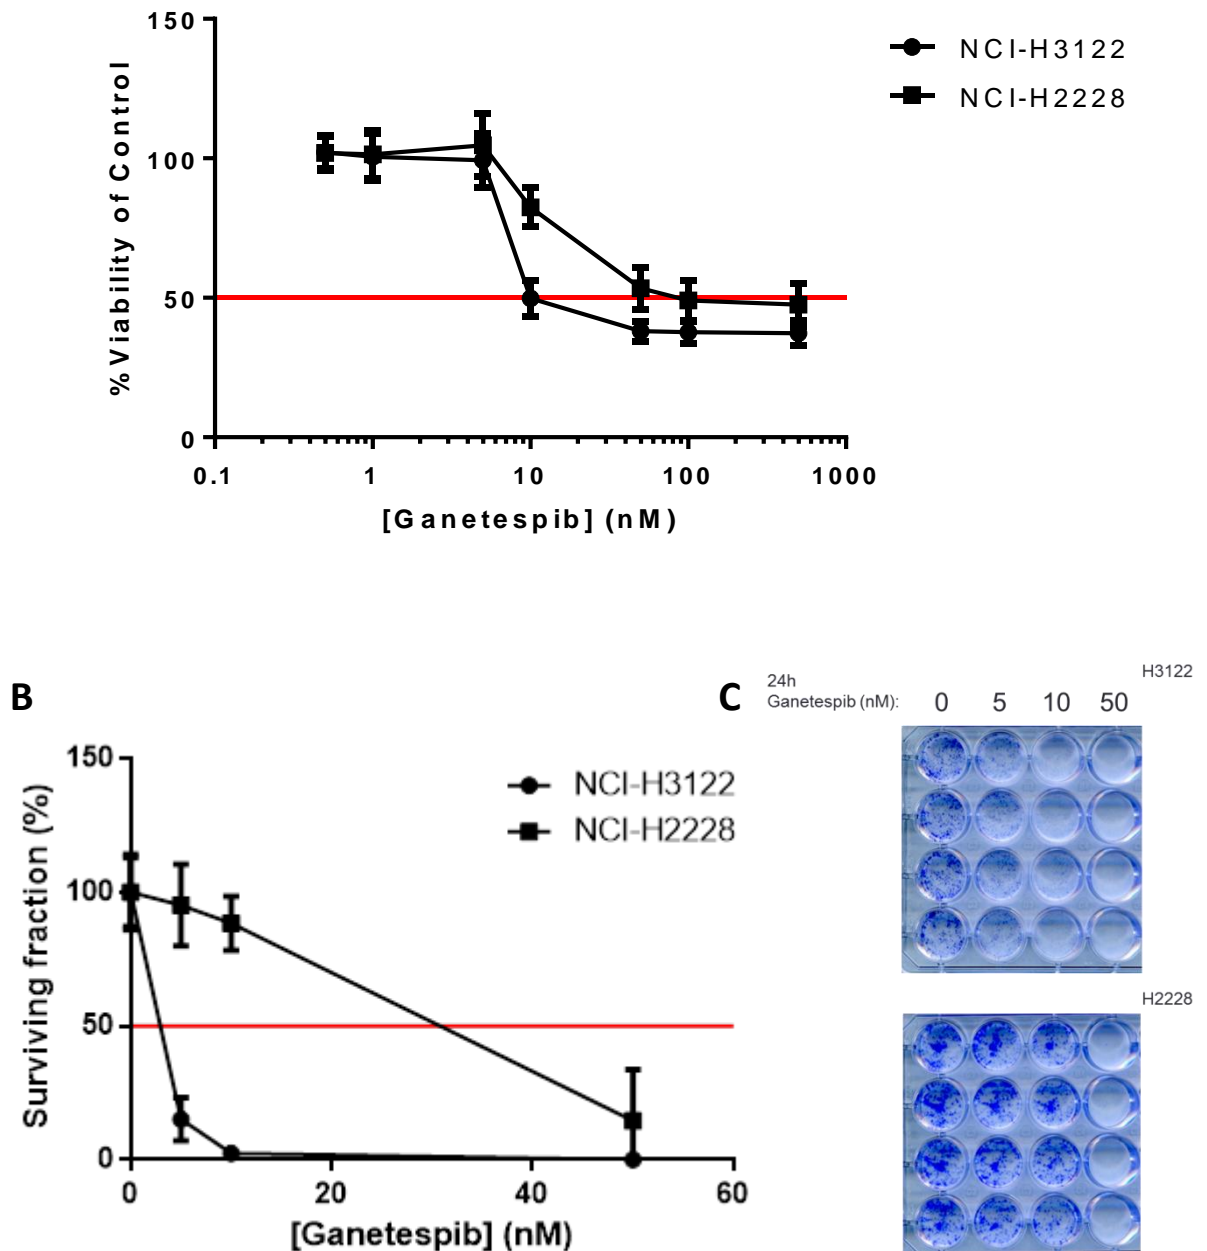 150
100
50
0
% Viability of Control
NCI-H3122
NCI-H2228
0.1 1 10 100 1000
[Ganetespib] (nM)
B
150
100
50
0
Surviving fraction (%)
NCI-H3122
NCI-H2228
0 20 40 60
[Ganetespib] (nM)
C
H3122
24h
Ganetespib (nM): 0 5 10 50
H2228